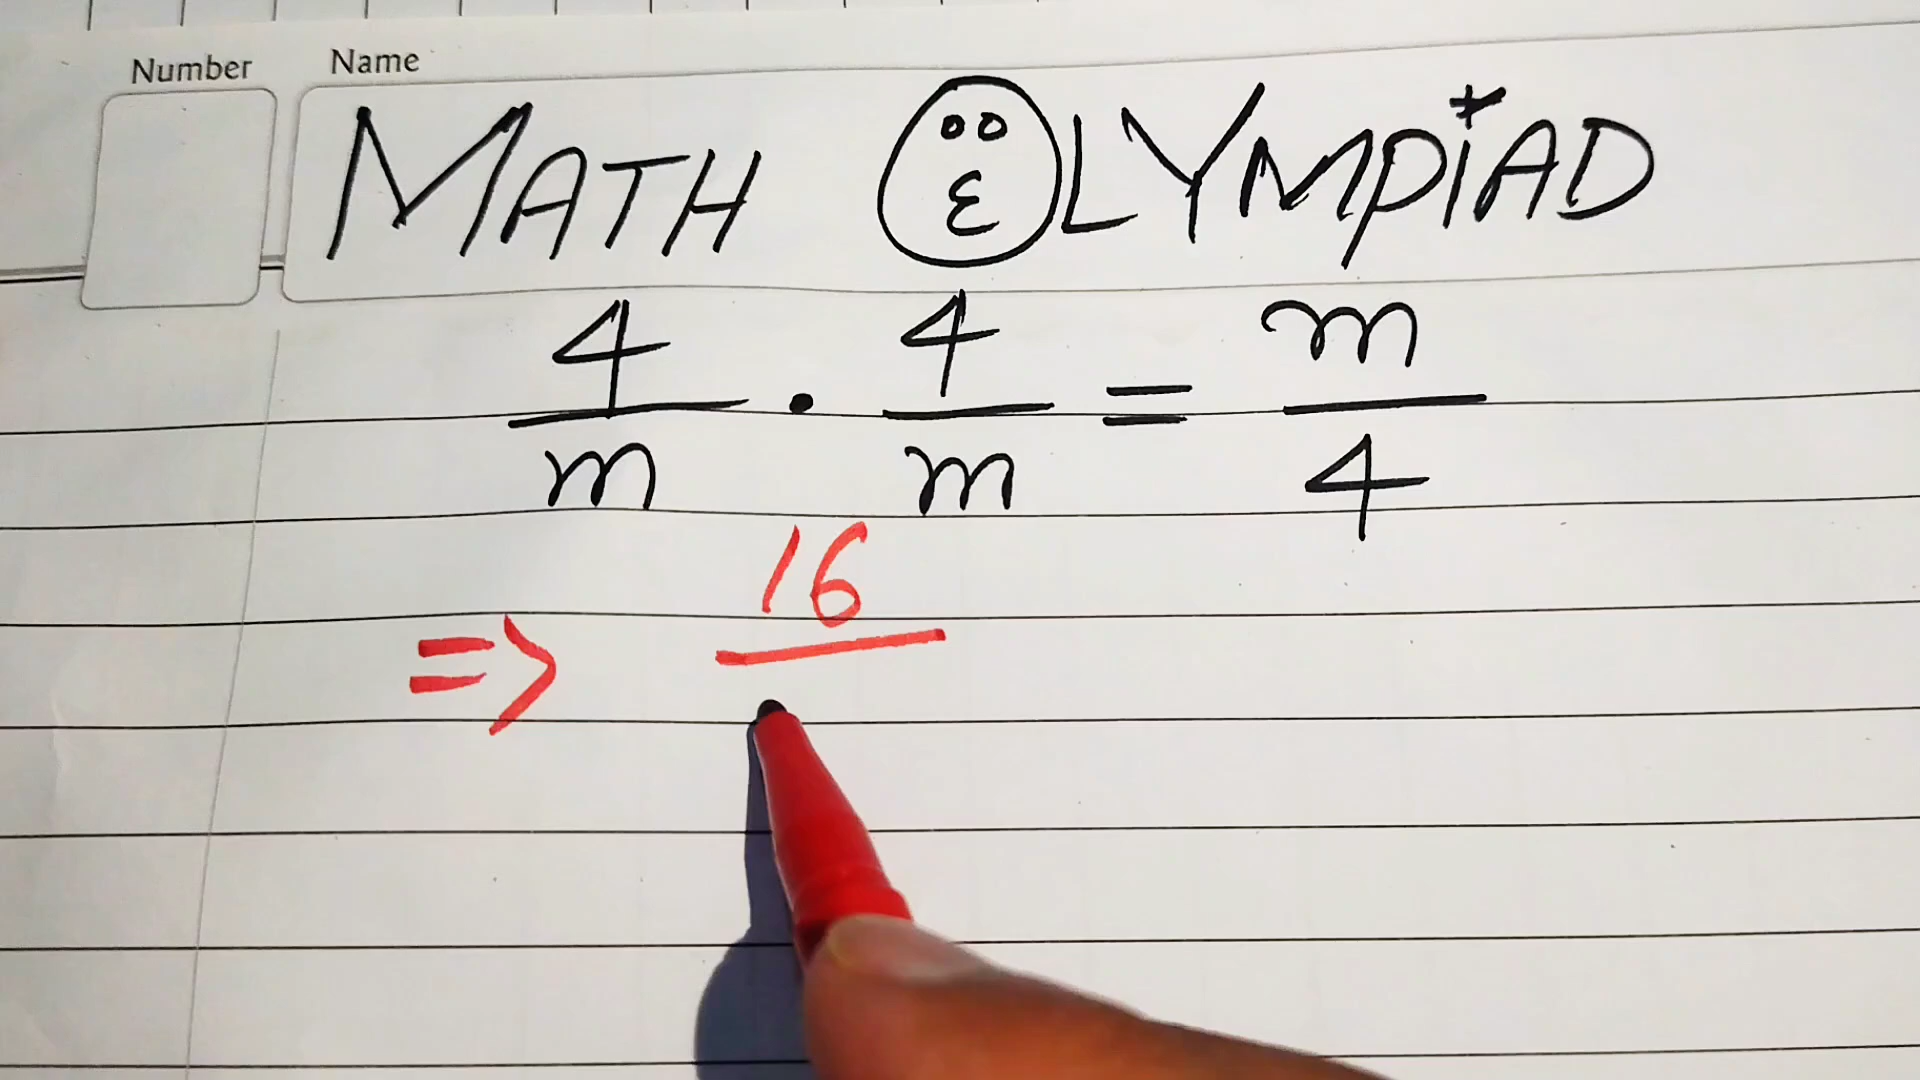 Number Name
MATH OLYMPiAD
4/m · 4/m = m/4
=> 16/